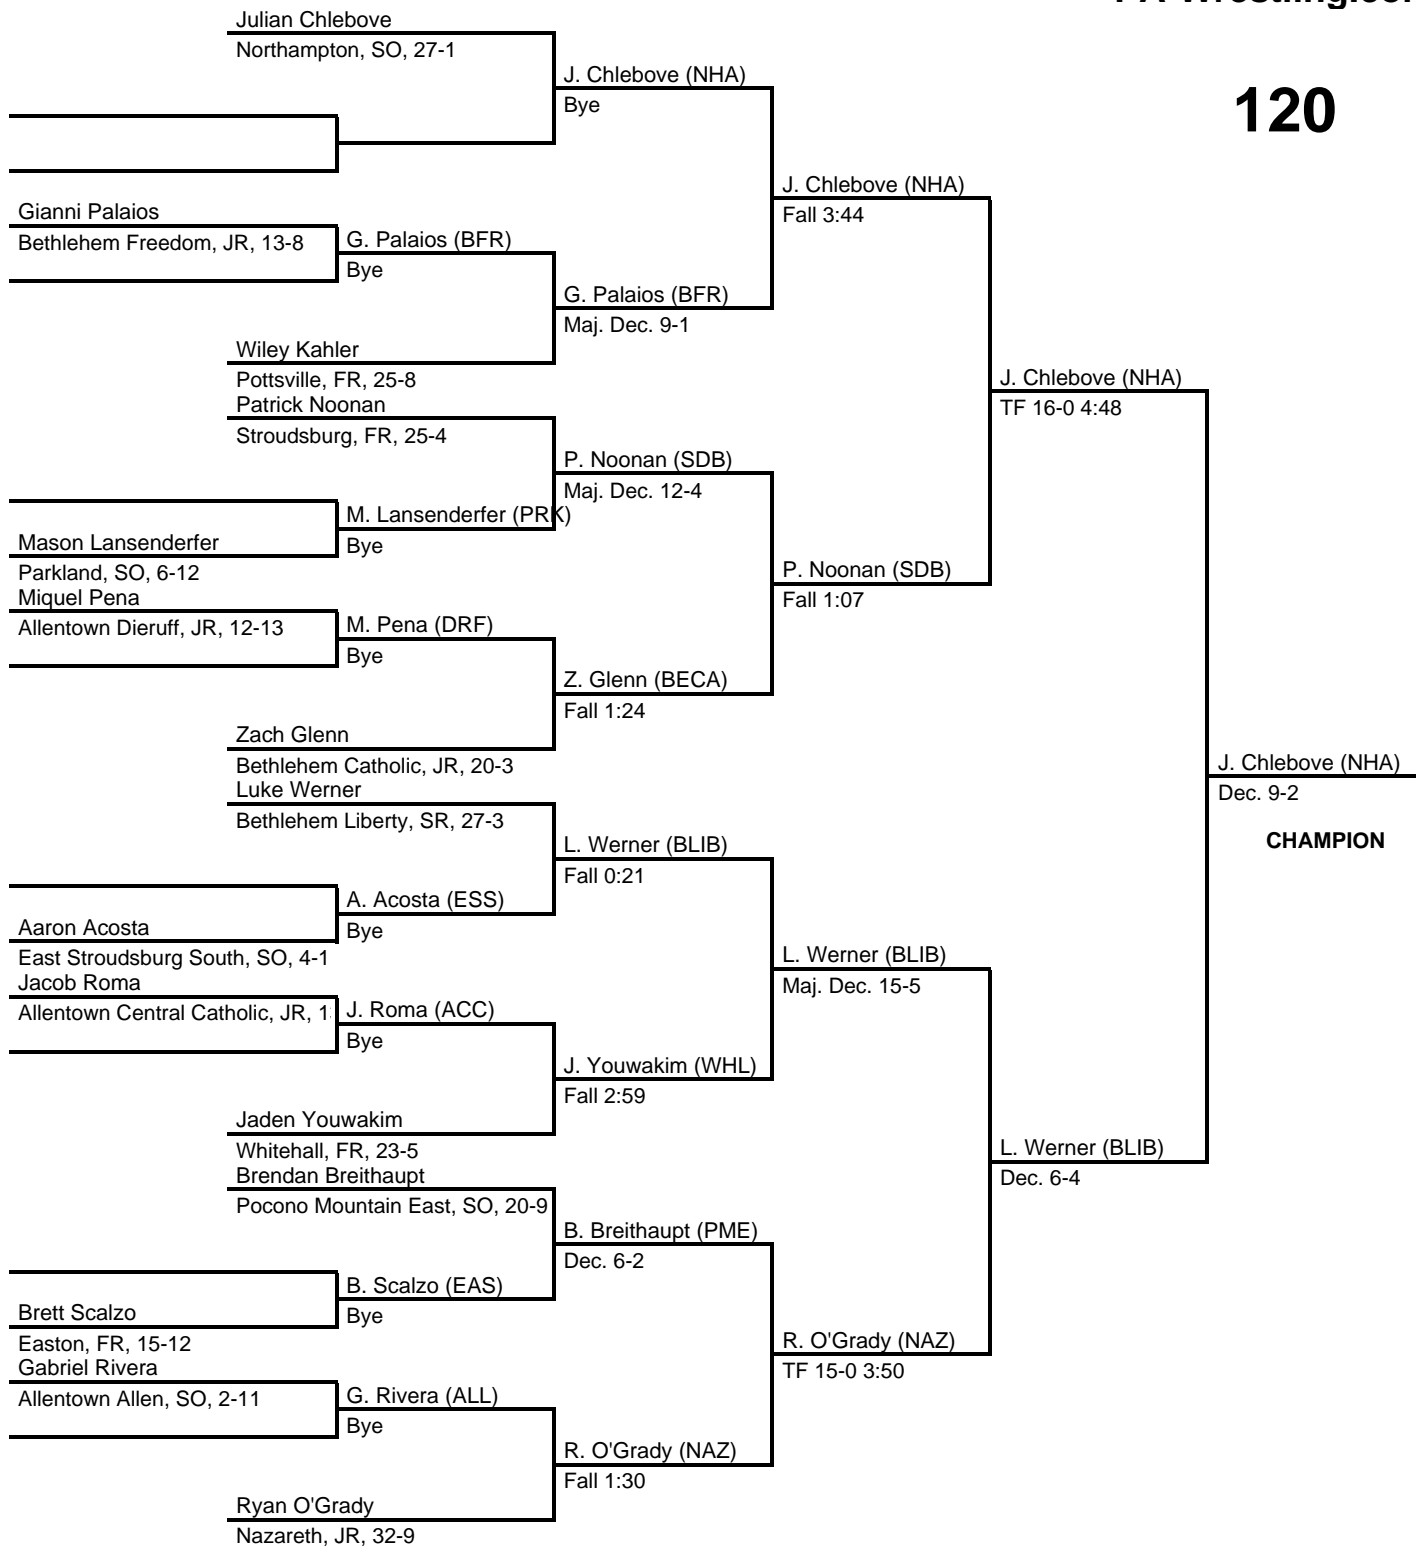 120
Julian Chlebove
Northampton, SO, 27-1
J. Chlebove (NHA)
Bye
J. Chlebove (NHA)
Fall 3:44
Gianni Palaios
Bethlehem Freedom, JR, 13-8
G. Palaios (BFR)
Bye
G. Palaios (BFR)
Maj. Dec. 9-1
Wiley Kahler
Pottsville, FR, 25-8
J. Chlebove (NHA)
TF 16-0 4:48
Patrick Noonan
Stroudsburg, FR, 25-4
P. Noonan (SDB)
Maj. Dec. 12-4
M. Lansenderfer (PRK)
Bye
Mason Lansenderfer
Parkland, SO, 6-12
P. Noonan (SDB)
Fall 1:07
Miquel Pena
Allentown Dieruff, JR, 12-13
M. Pena (DRF)
Bye
Z. Glenn (BECA)
Fall 1:24
Zach Glenn
Bethlehem Catholic, JR, 20-3
J. Chlebove (NHA)
Dec. 9-2
CHAMPION
Luke Werner
Bethlehem Liberty, SR, 27-3
L. Werner (BLIB)
Fall 0:21
A. Acosta (ESS)
Bye
Aaron Acosta
East Stroudsburg South, SO, 4-1
L. Werner (BLIB)
Maj. Dec. 15-5
Jacob Roma
Allentown Central Catholic, JR, 1
J. Roma (ACC)
Bye
J. Youwakim (WHL)
Fall 2:59
Jaden Youwakim
Whitehall, FR, 23-5
L. Werner (BLIB)
Dec. 6-4
Brendan Breithaupt
Pocono Mountain East, SO, 20-9
B. Breithaupt (PME)
Dec. 6-2
B. Scalzo (EAS)
Bye
Brett Scalzo
Easton, FR, 15-12
R. O'Grady (NAZ)
TF 15-0 3:50
Gabriel Rivera
Allentown Allen, SO, 2-11
G. Rivera (ALL)
Bye
R. O'Grady (NAZ)
Fall 1:30
Ryan O'Grady
Nazareth, JR, 32-9